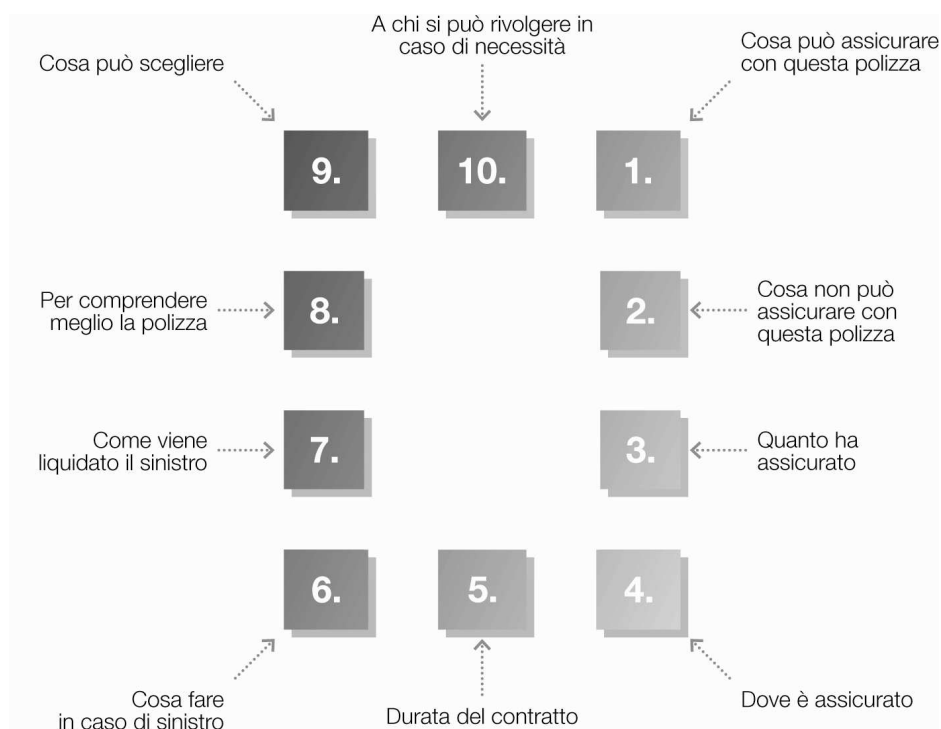 A chi si può rivolgere in
caso di necessità
Cosa può scegliere
Cosa può assicurare
con questa polizza
9.
10.
1.
Per comprendere
meglio la polizza
8.
2.
Cosa non può
assicurare con
questa polizza
Come viene
liquidato il sinistro
7.
3.
Quanto ha
assicurato
6.
5.
4.
Cosa fare
in caso di sinistro
Durata del contratto
Dove è assicurato